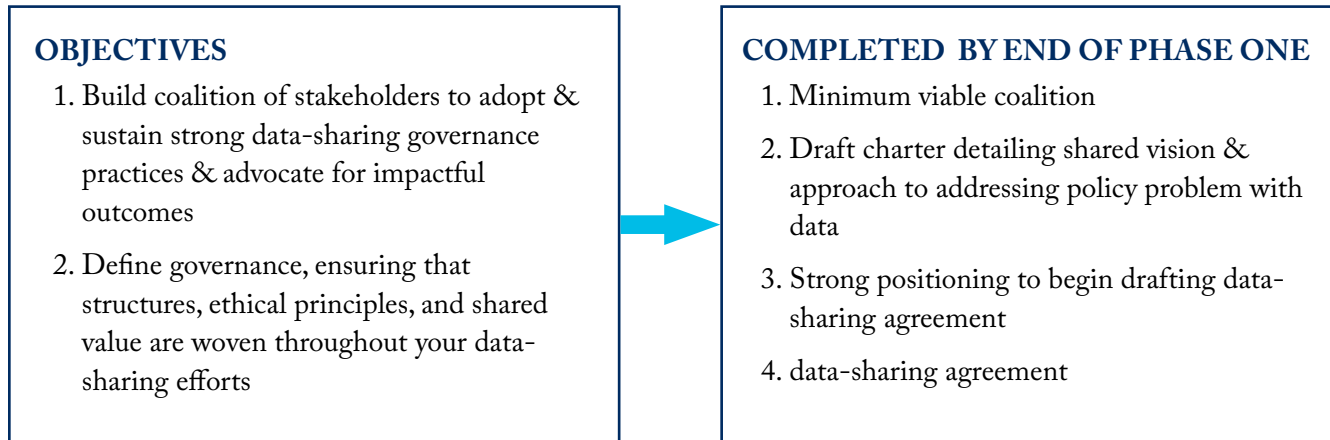 OBJECTIVES
1. Build coalition of stakeholders to adopt &
sustain strong data-sharing governance
practices & advocate for impactful
outcomes
2. Define governance, ensuring that
structures, ethical principles, and shared
value are woven throughout your data-
sharing efforts
COMPLETED BY END OF PHASE ONE
1. Minimum viable coalition
2. Draft charter detailing shared vision &
approach to addressing policy problem with
data
3. Strong positioning to begin drafting data-
sharing agreement
4. data-sharing agreement